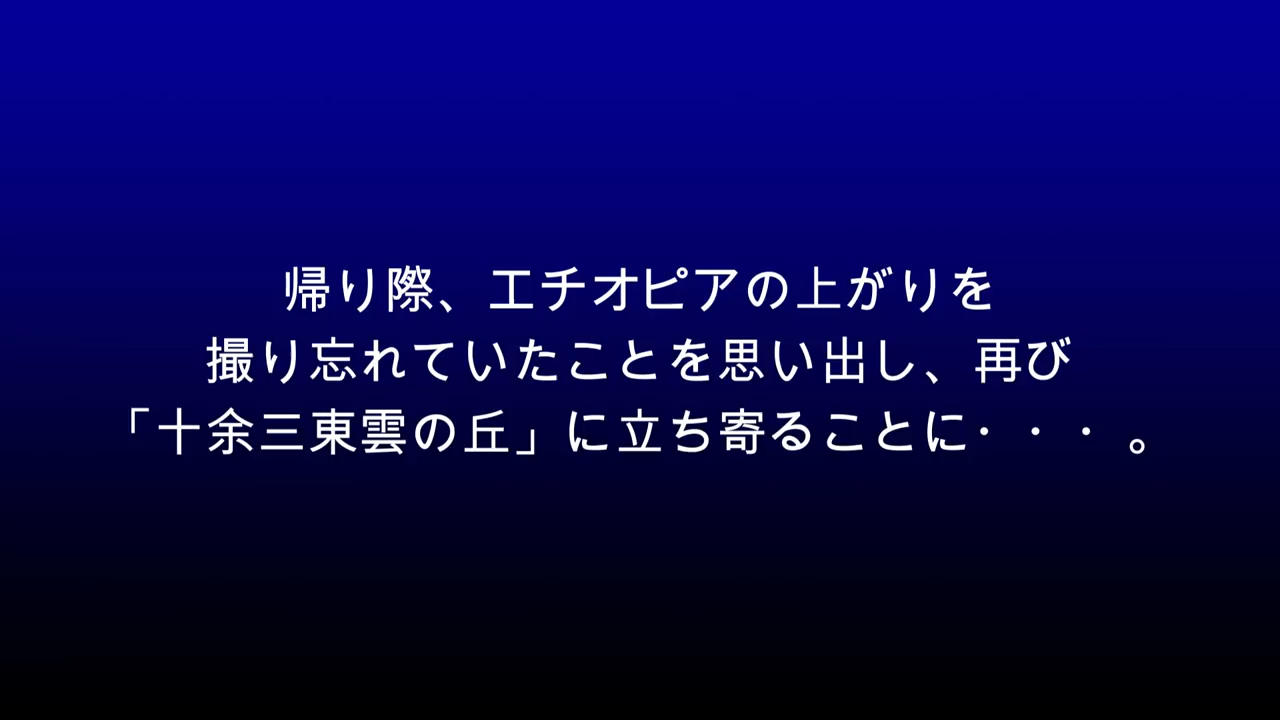 帰り際、エチオピアの上がりを
撮り忘れていたことを思い出し、再び
「十余三東雲の丘」に立ち寄ることに・・・。